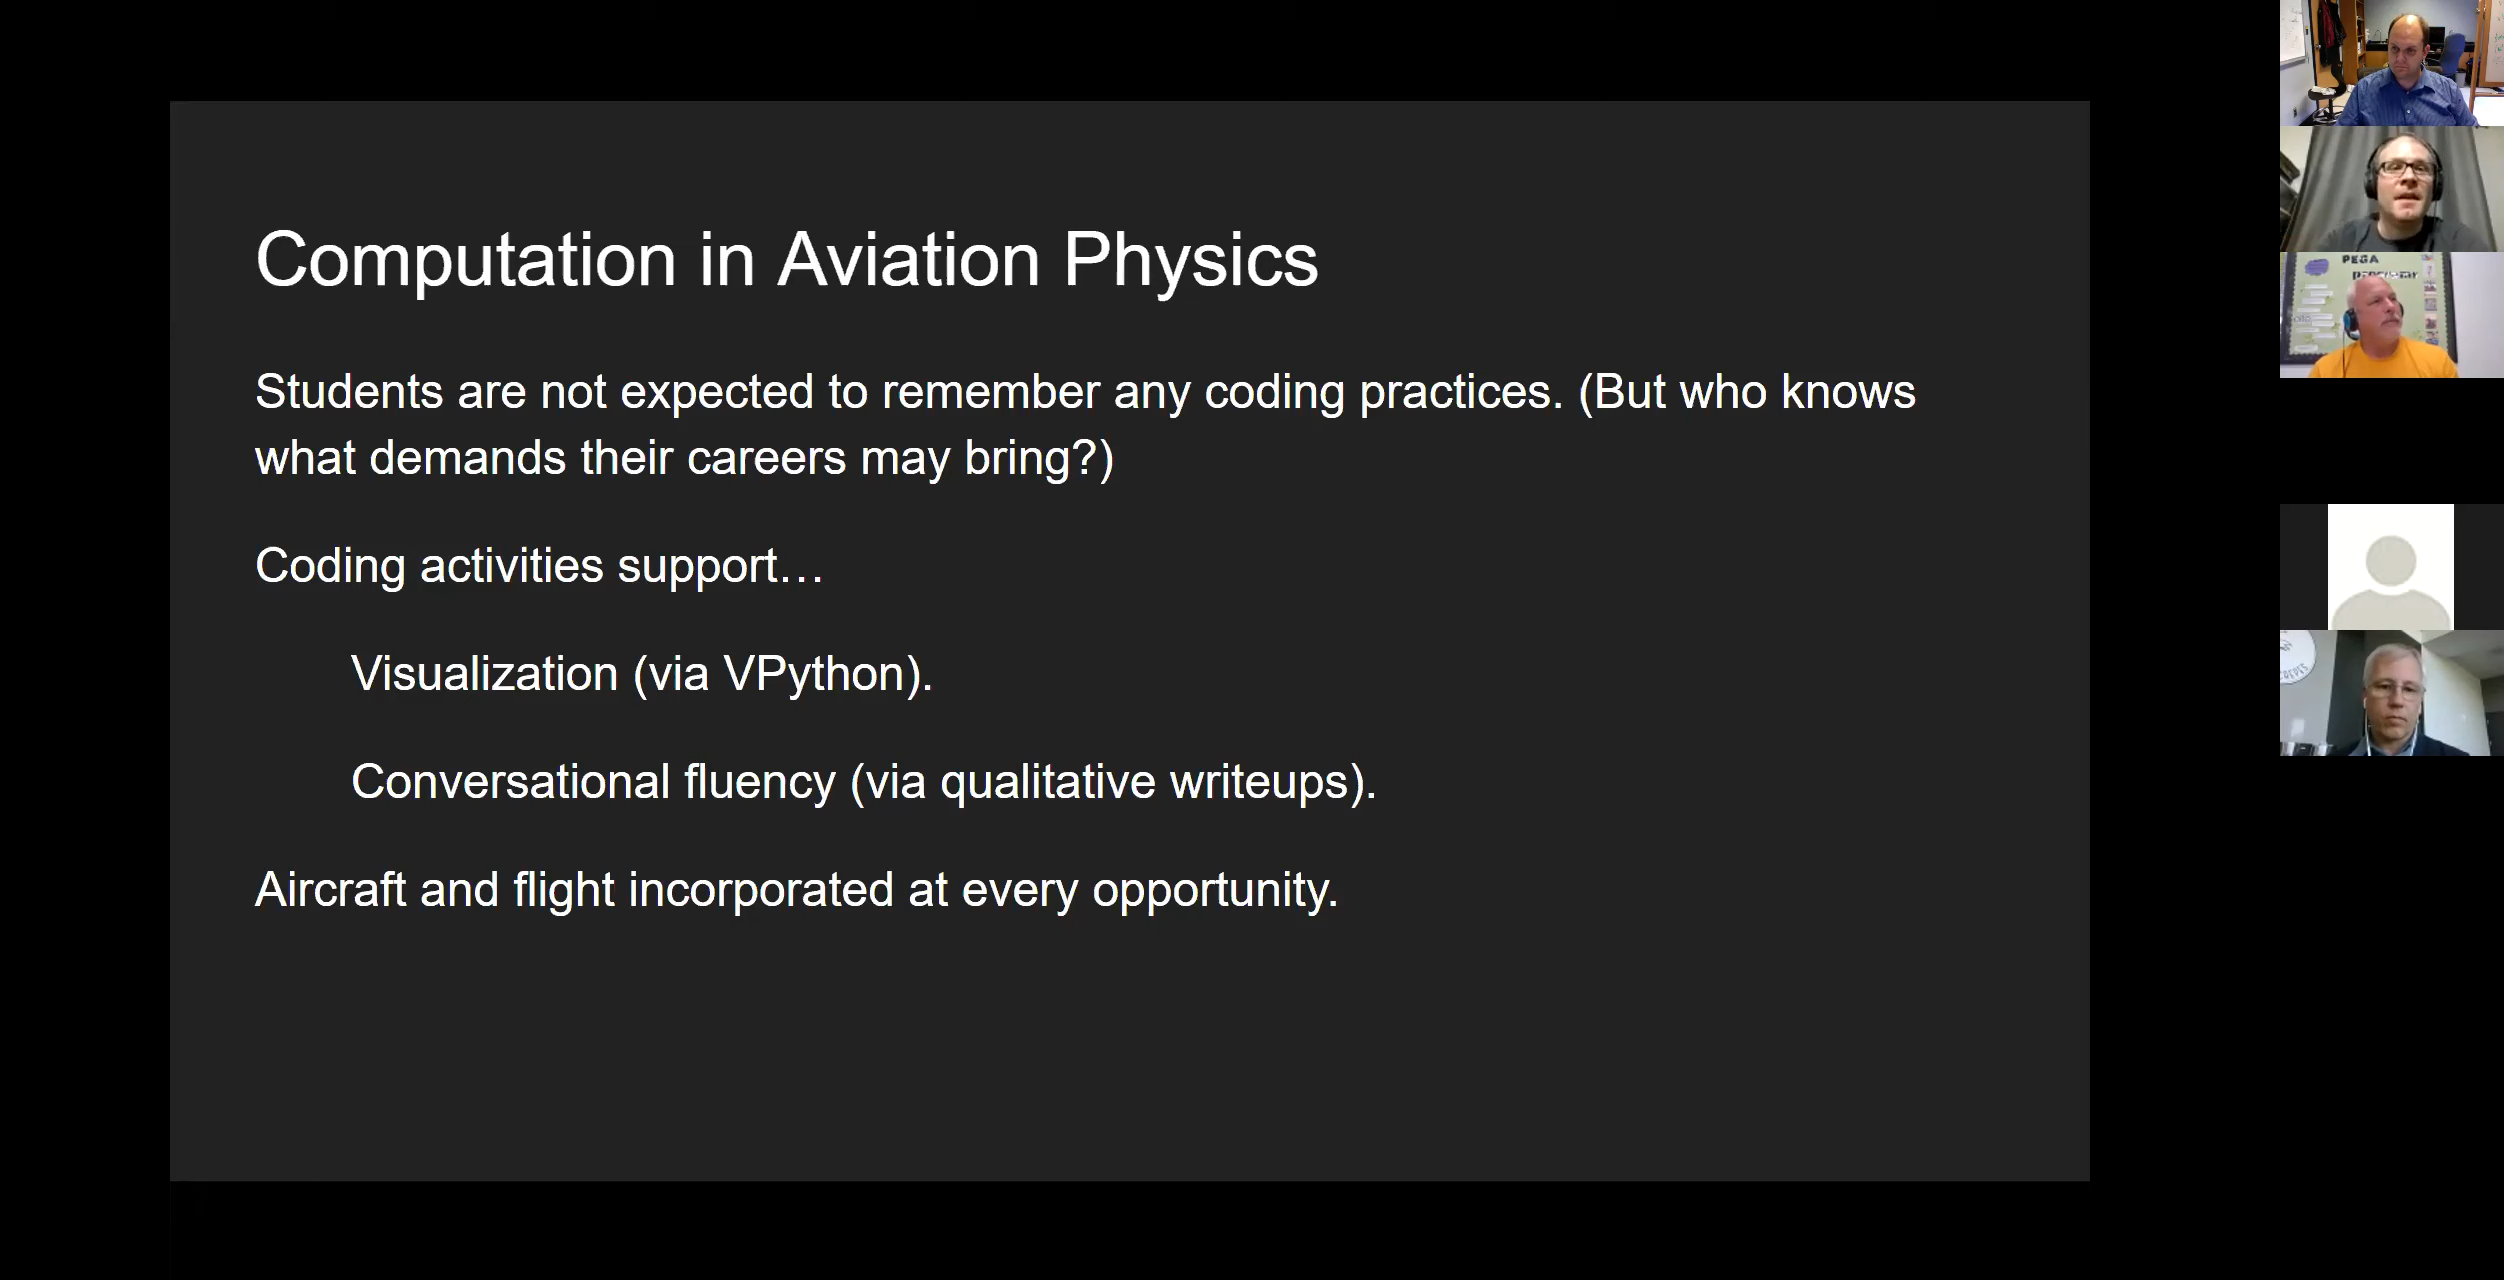 Computation in Aviation Physics
Students are not expected to remember any coding practices. (But who knows
what demands their careers may bring?)
Coding activities support…
Visualization (via VPython).
Conversational fluency (via qualitative writeups).
Aircraft and flight incorporated at every opportunity.
PEGA